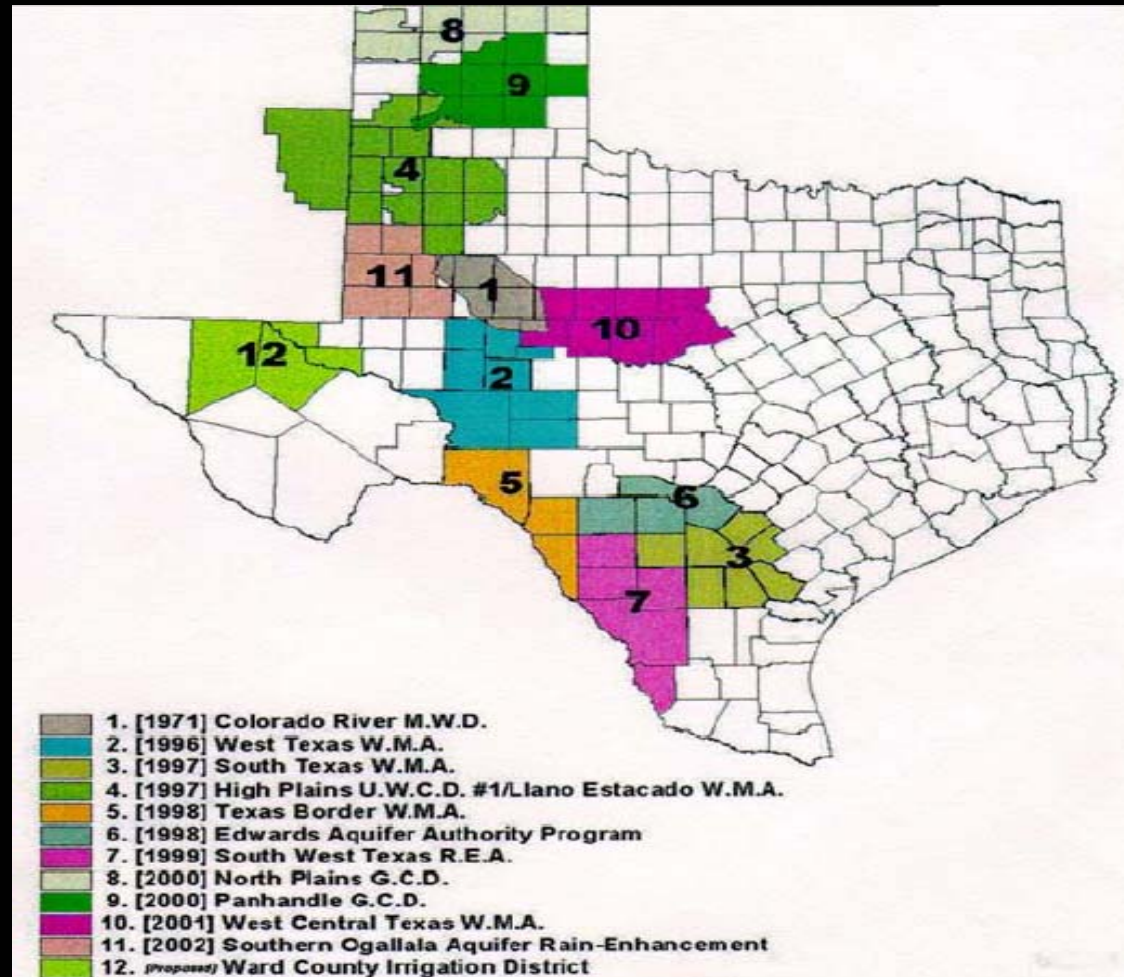 8
9
4
11
1
10
12
2
5
6
3
7
1. [1971] Colorado River M.W.D.
2. [1996] West Texas W.M.A.
3. [1997] South Texas W.M.A.
4. [1997] High Plains U.W.C.D. #1/Llano Estacado W.M.A.
5. [1998] Texas Border W.M.A.
6. [1998] Edwards Aquifer Authority Program
7. [1999] South West Texas R.E.A.
8. [2000] North Plains G.C.D.
9. [2000] Panhandle G.C.D.
10. [2001] West Central Texas W.M.A.
11. [2002] Southern Ogallala Aquifer Rain-Enhancement
12. [Proposed] Ward County Irrigation District